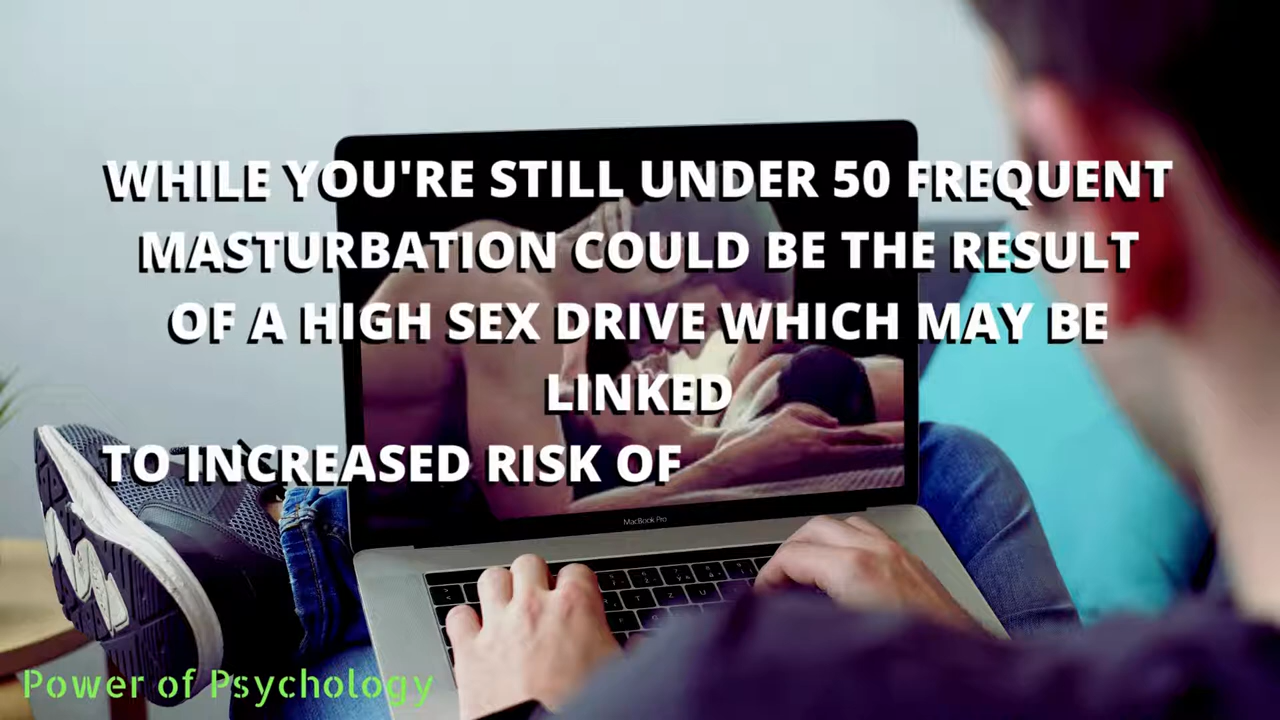 WHILE YOU'RE STILL UNDER 50 FREQUENT
MASTURBATION COULD BE THE RESULT
OF A HIGH SEX DRIVE WHICH MAY BE
LINKED
TO INCREASED RISK OF
MacBook Pro
Power of Psychology